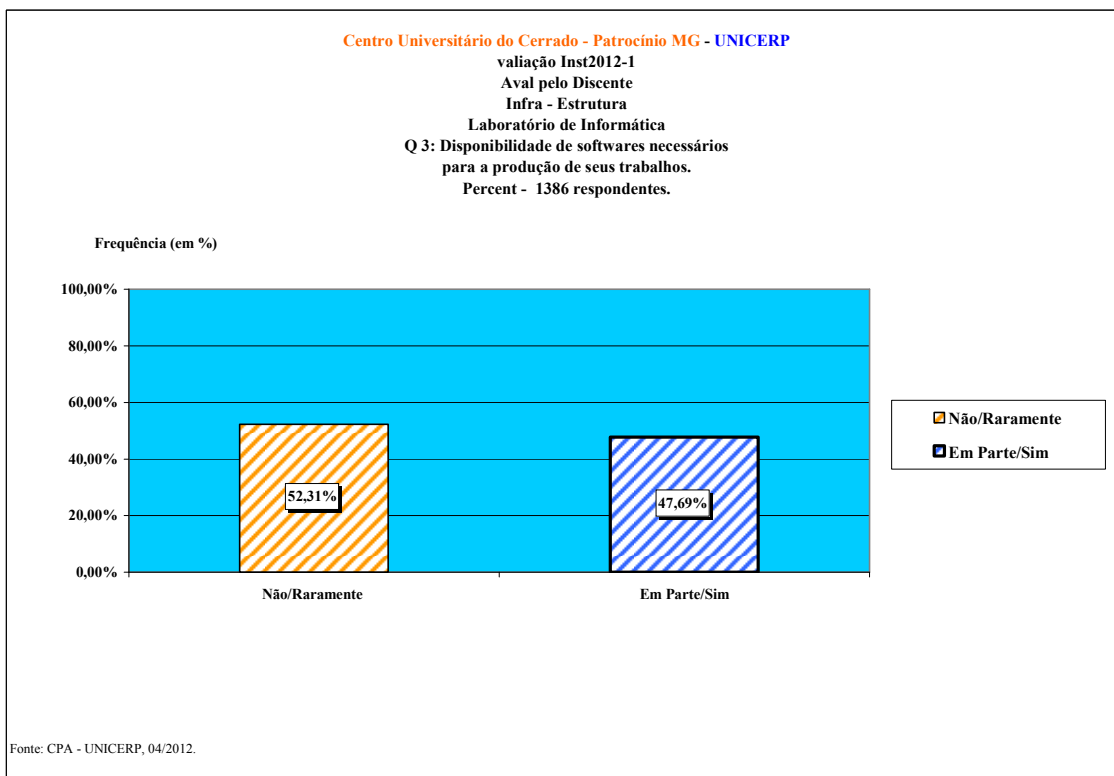 Centro Universitário do Cerrado - Patrocínio MG - UNICERP
valiação Inst2012-1
Aval pelo Discente
Infra - Estrutura
Laboratório de Informática
Q 3: Disponibilidade de softwares necessários
para a produção de seus trabalhos.
Percent - 1386 respondentes.
Frequência (em %)
100,00%
80,00%
60,00%
40,00%
20,00%
0,00%
52,31%
47,69%
Não/Raramente
Em Parte/Sim
Não/Raramente
Em Parte/Sim
Fonte: CPA - UNICERP, 04/2012.